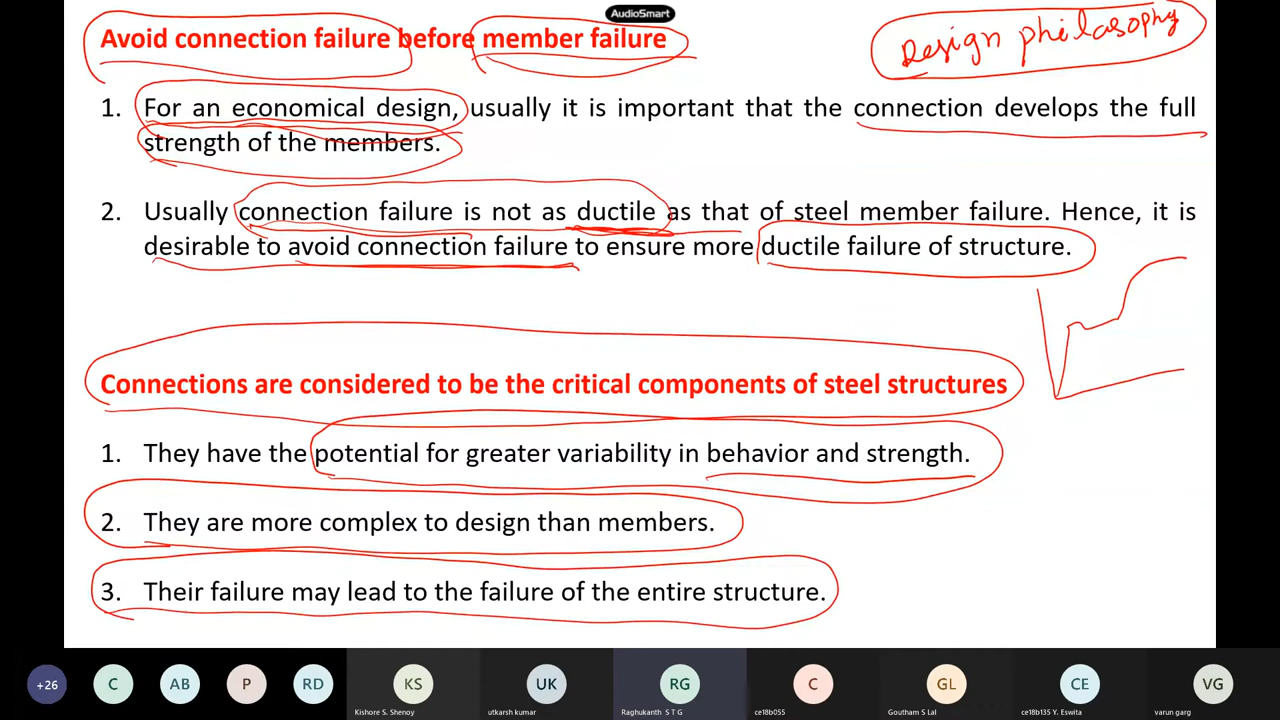 AudioSmart
Avoid connection failure before member failure
Design philosophy
1. For an economical design, usually it is important that the connection develops the full
strength of the members.
2. Usually connection failure is not as ductile as that of steel member failure. Hence, it is
desirable to avoid connection failure to ensure more ductile failure of structure.
Connections are considered to be the critical components of steel structures
1. They have the potential for greater variability in behavior and strength.
2. They are more complex to design than members.
3. Their failure may lead to the failure of the entire structure.
+26 C AB P RD KS UK RG C GL CE VG
Kishore S. Shenoy utkarsh kumar Raghukanth S T G ce18b055 Goutham S Lal ce18b135 Y. Eswita varun garg